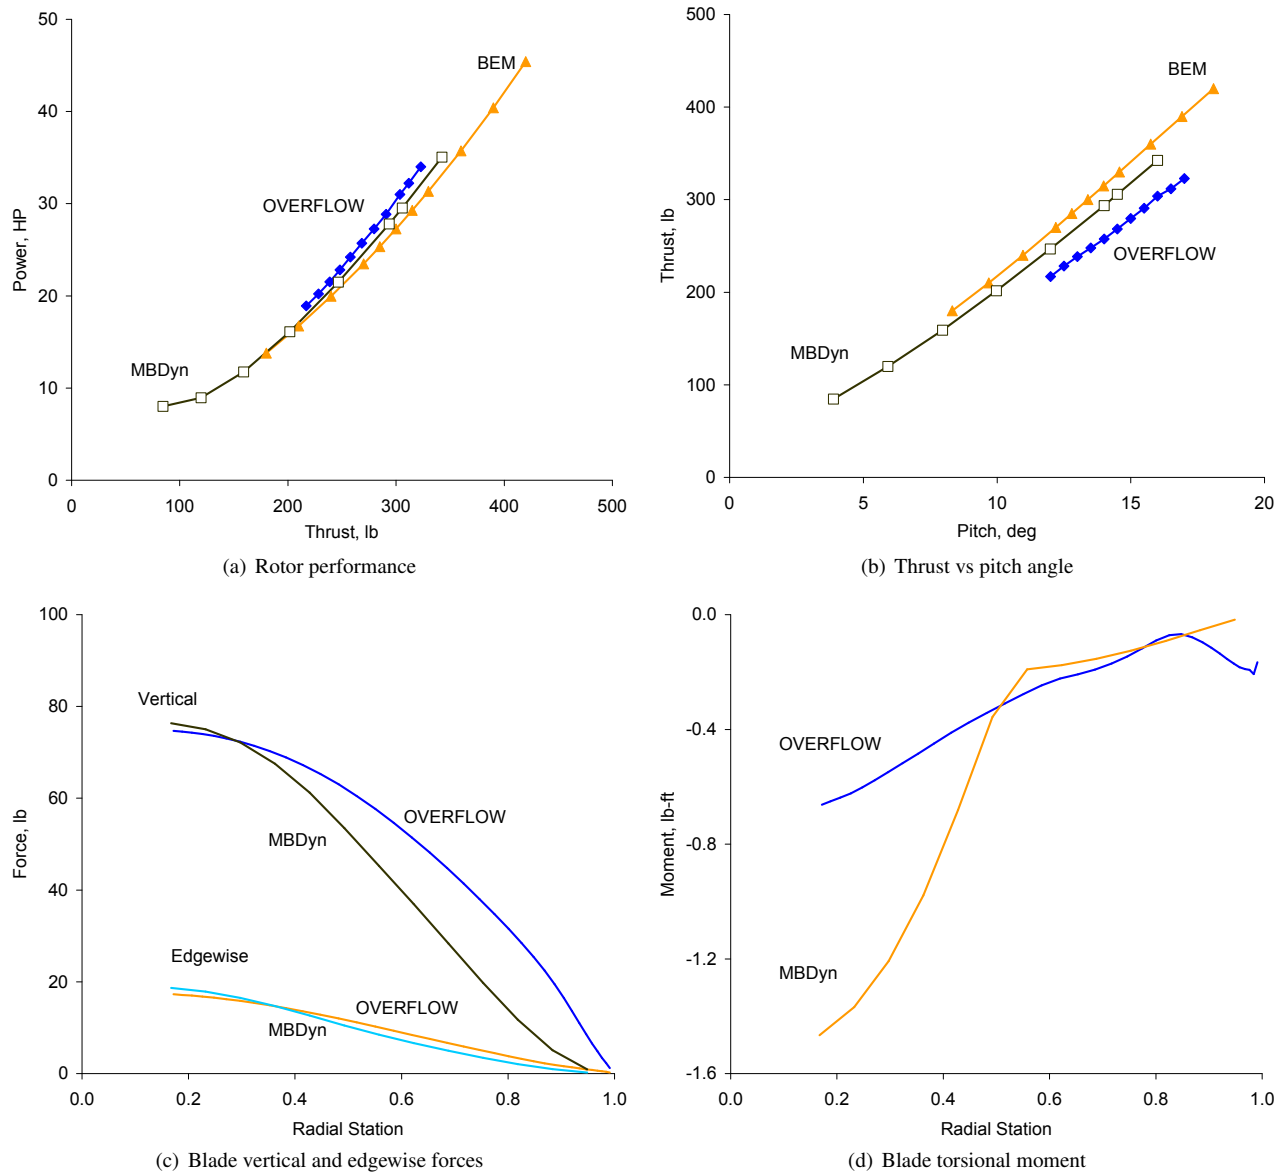 50
40
30
20
10
0
Power, HP
BEM
OVERFLOW
MBDyn
0
100
200
300
400
500
Thrust, lb
(a) Rotor performance
500
400
300
200
100
0
Thrust, lb
BEM
OVERFLOW
MBDyn
0
5
10
15
20
Pitch, deg
(b) Thrust vs pitch angle
100
80
60
40
20
0
Force, lb
Vertical
OVERFLOW
MBDyn
Edgewise
OVERFLOW
MBDyn
0.0
0.2
0.4
0.6
0.8
1.0
Radial Station
(c) Blade vertical and edgewise forces
0.0
-0.4
-0.8
-1.2
-1.6
Moment, lb-ft
OVERFLOW
MBDyn
0.0
0.2
0.4
0.6
0.8
1.0
Radial Station
(d) Blade torsional moment